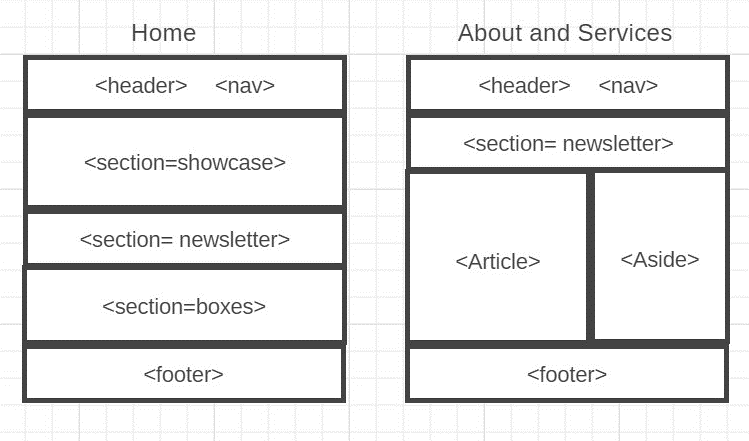 Home
<header> <nav>
<section=showcase>
<section= newsletter>
<section=boxes>
<footer>
About and Services
<header> <nav>
<section= newsletter>
<Article>
<Aside>
<footer>